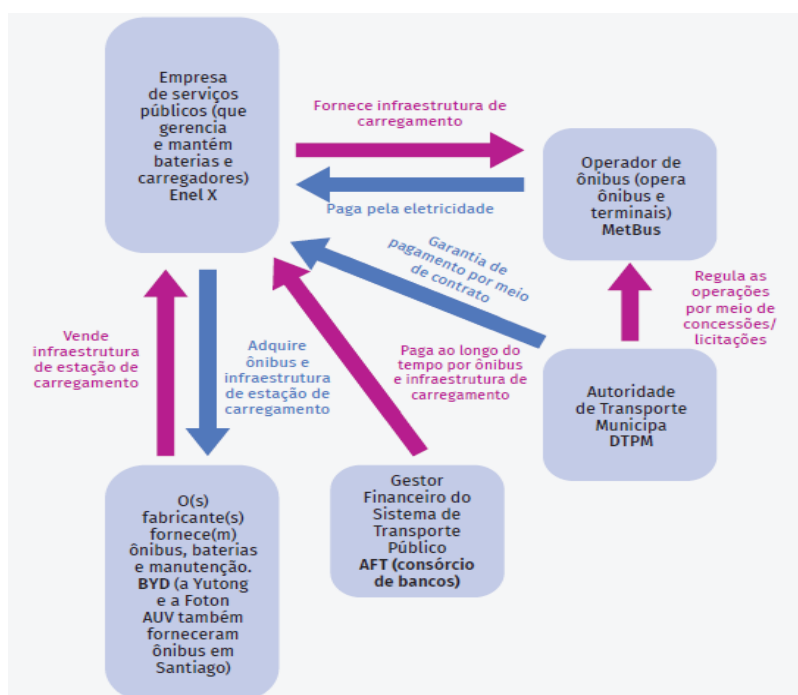 Empresa
de serviços
públicos (que
gerencia
e mantém
baterias e
carregadores)
Enel X
Fornece infraestrutura de
carregamento
Paga pela eletricidade
Operador de
ônibus (opera
ônibus e
terminais)
MetBus
Garantia de
pagamento por meio
de contrato
Regula as
operações
por meio de
concessões/
licitações
Vende
infraestrutura
de estação de
carregamento
Adquire
ônibus e
infraestrutura
de estação de
carregamento
Paga ao longo do
tempo por ônibus
e infraestrutura de
carregamento
Autoridade
de Transporte
Municipa
DTPM
O(s)
fabricante(s)
fornece(m)
ônibus, baterias
e manutenção.
BYD (a Yutong
e a Foton
AUV também
forneceram
ônibus em
Santiago)
Gestor
Financeiro do
Sistema de
Transporte
Público
AFT (consórcio
de bancos)